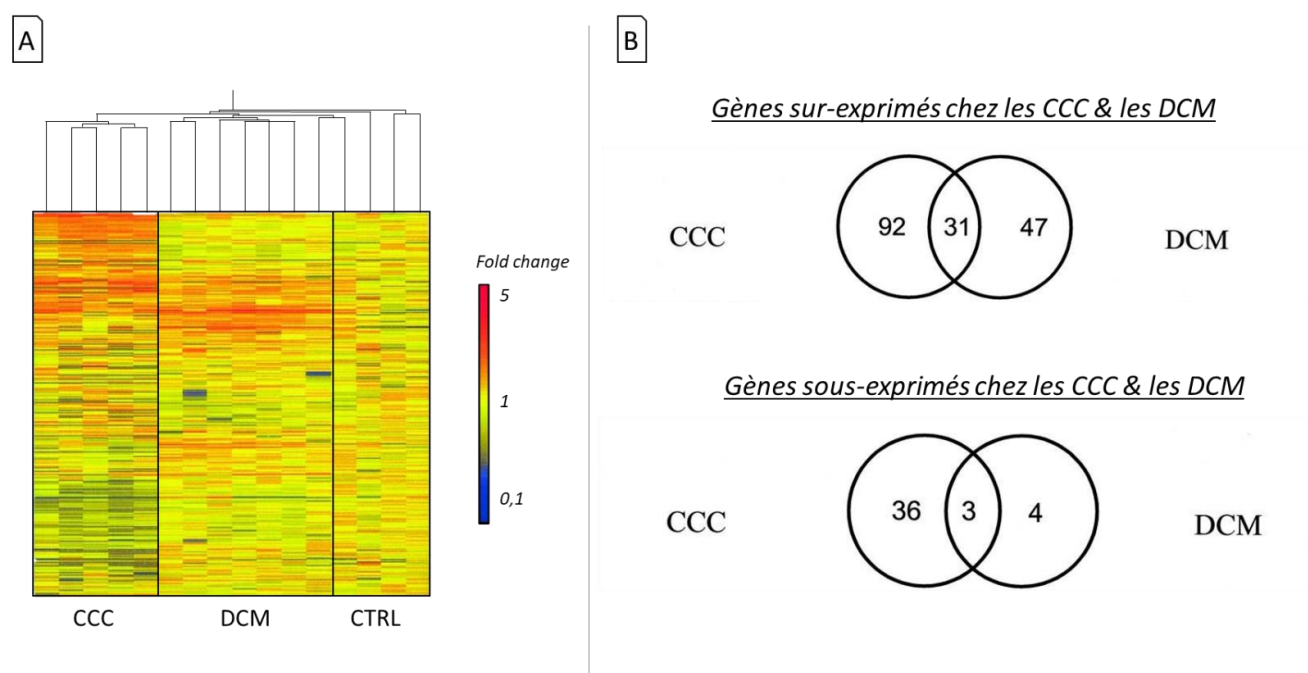 A
Fold change
5
1
0,1
CCC DCM CTRL
B
Gènes sur-exprimés chez les CCC & les DCM
CCC 92 31 47 DCM
Gènes sous-exprimés chez les CCC & les DCM
CCC 36 3 4 DCM